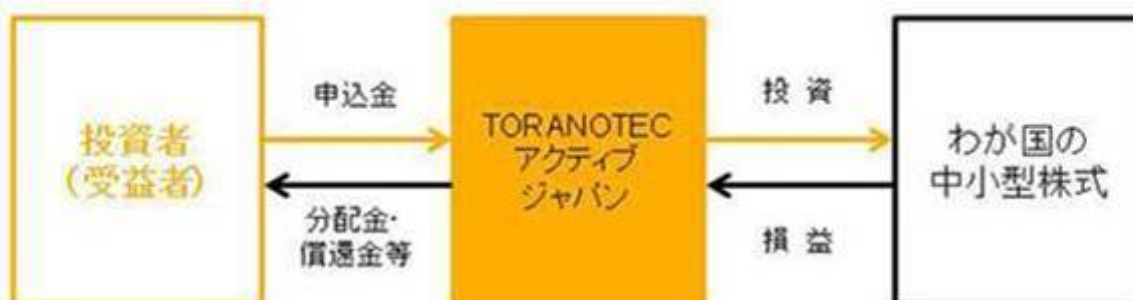 投資者
(受益者)
申込金
分配金・
償還金等
TORANOTEC
アクティブ
ジャパン
投資
損益
わが国の
中小型株式